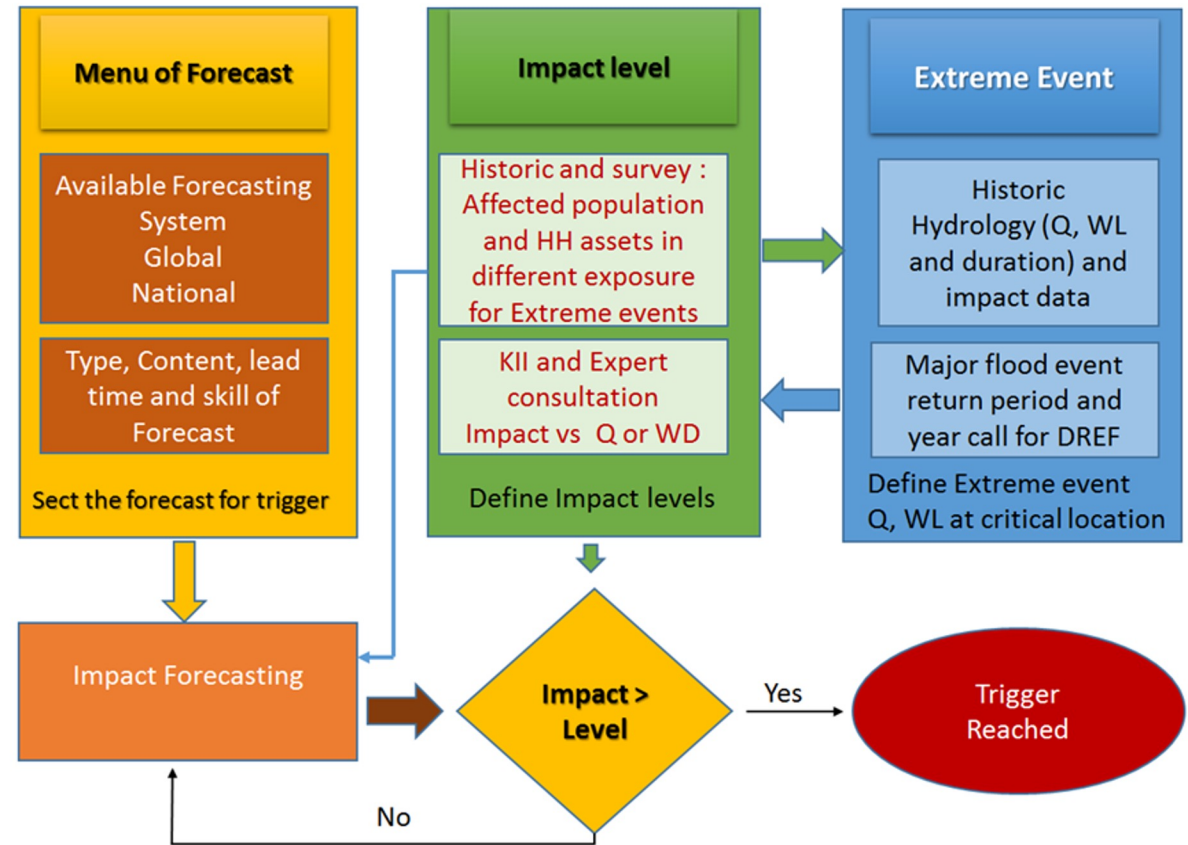 Menu of Forecast
Available Forecasting
System
Global
National
Type, Content, lead
time and skill of
Forecast
Sect the forecast for trigger
Impact level
Historic and survey :
Affected population
and HH assets in
different exposure
for Extreme events
KII and Expert
consultation
Impact vs Q or WD
Define Impact levels
Extreme Event
Historic
Hydrology (Q, WL
and duration) and
impact data
Major flood event
return period and
year call for DREF
Define Extreme event
Q, WL at critical location
Impact Forecasting
Impact >
Level
Yes
Trigger
Reached
No